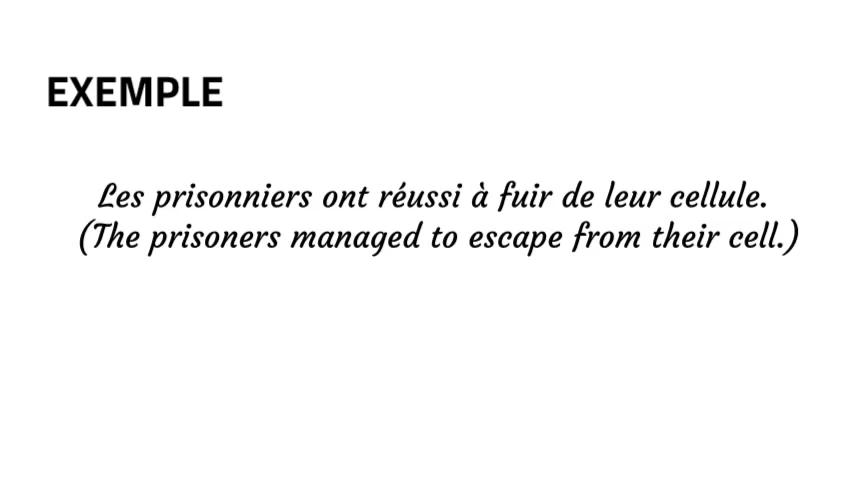 EXEMPLE
Les prisonniers ont réussi à fuir de leur cellule.
(The prisoners managed to escape from their cell.)